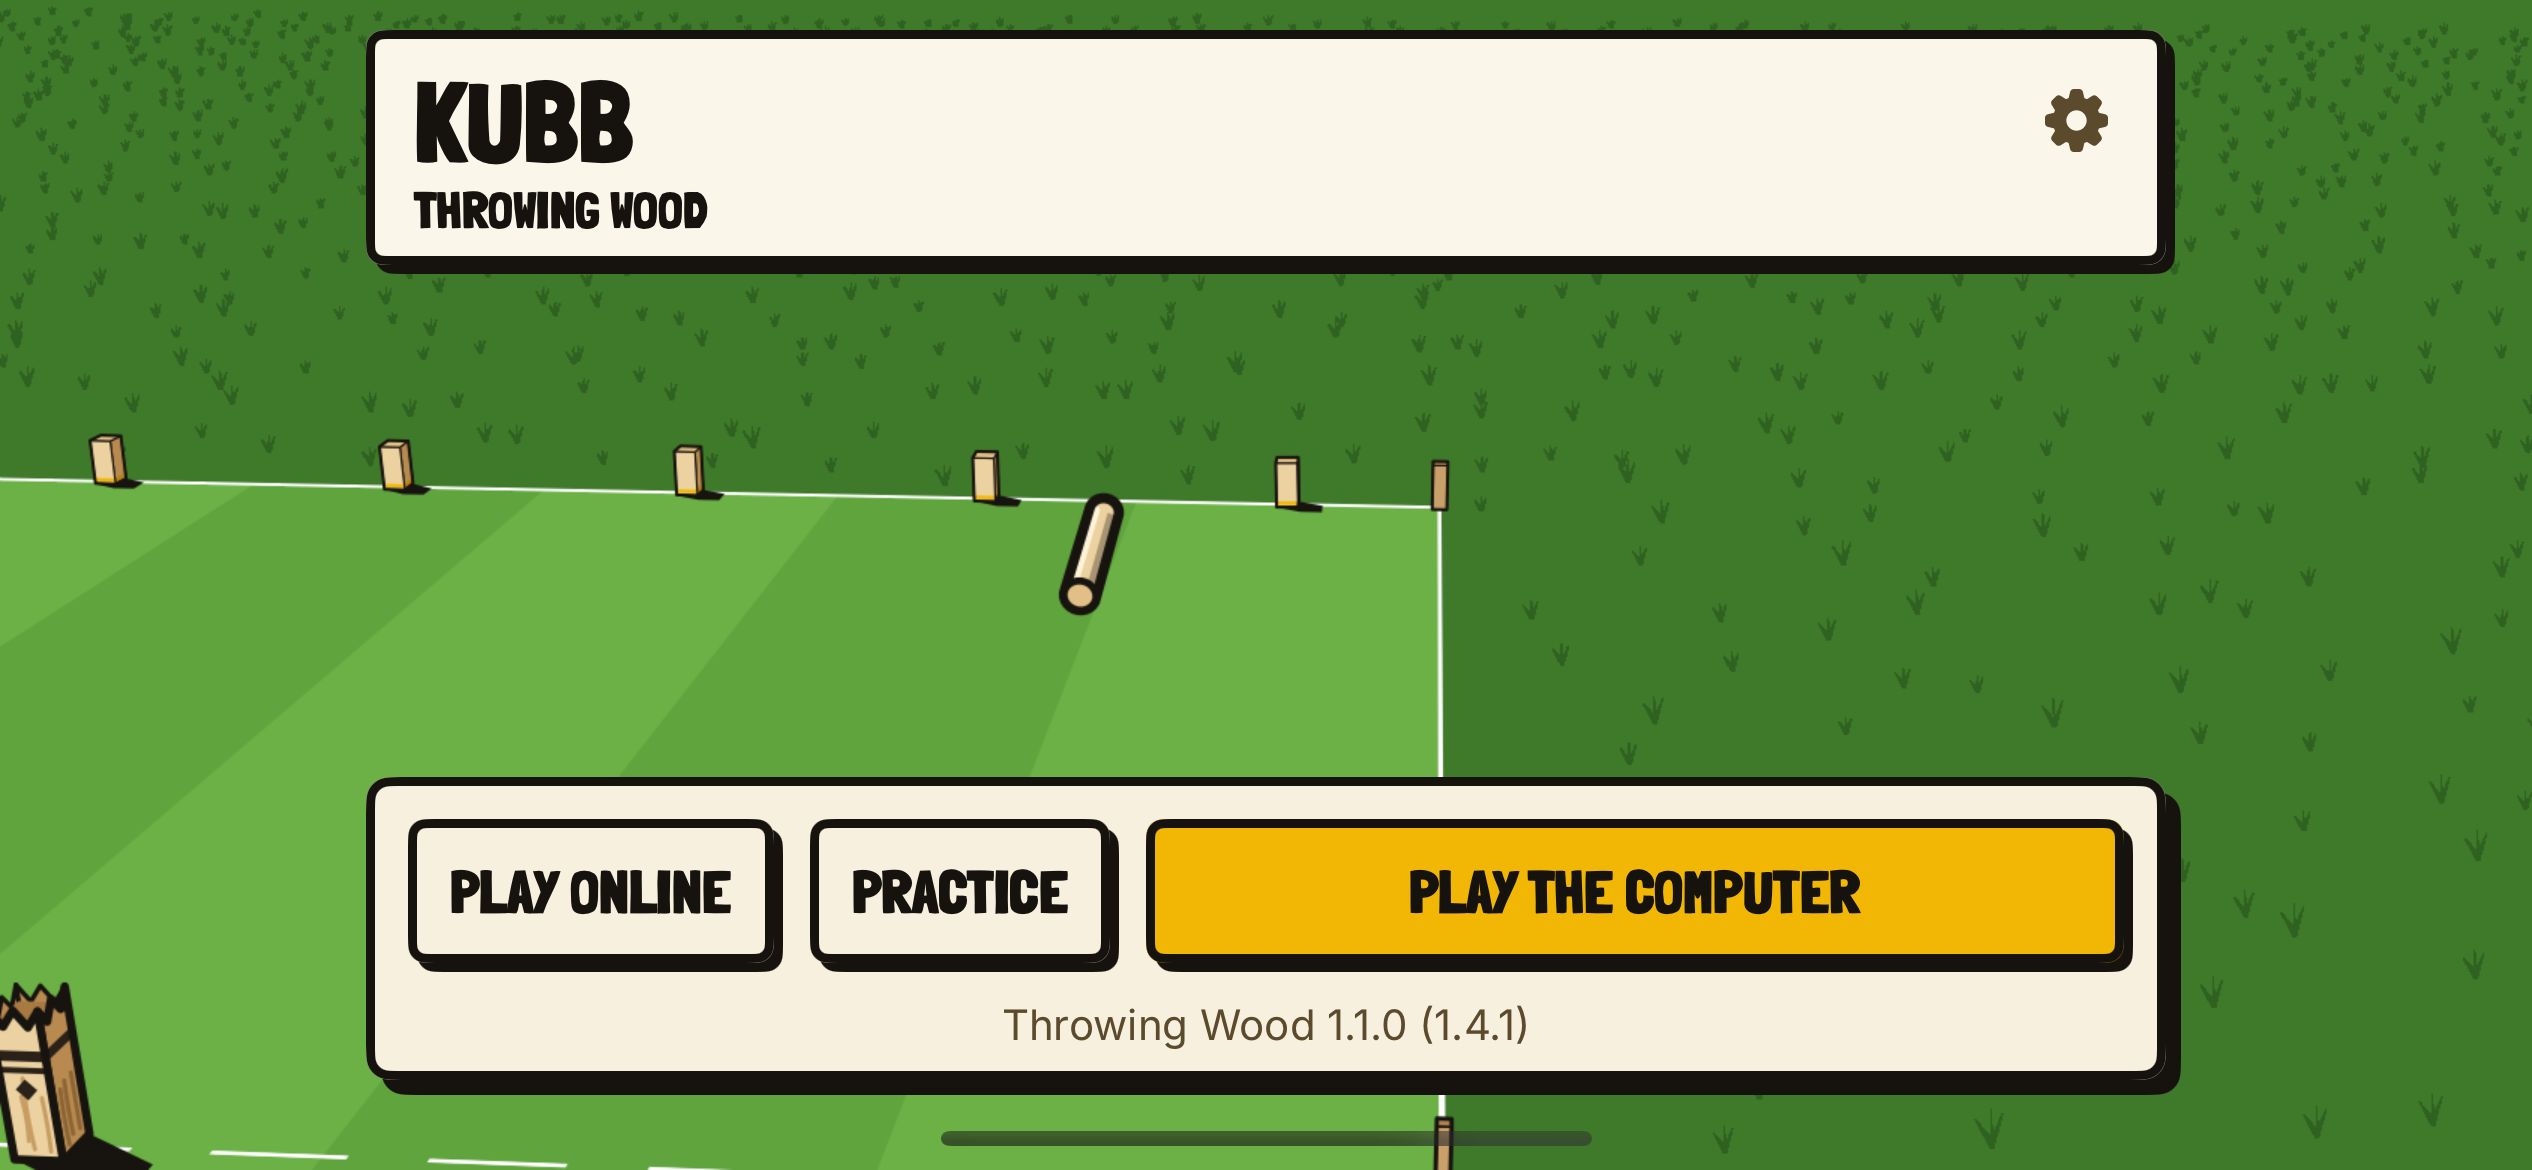 KUBB
THROWING WOOD
PLAY ONLINE
PRACTICE
PLAY THE COMPUTER
Throwing Wood 1.1.0 (1.4.1)